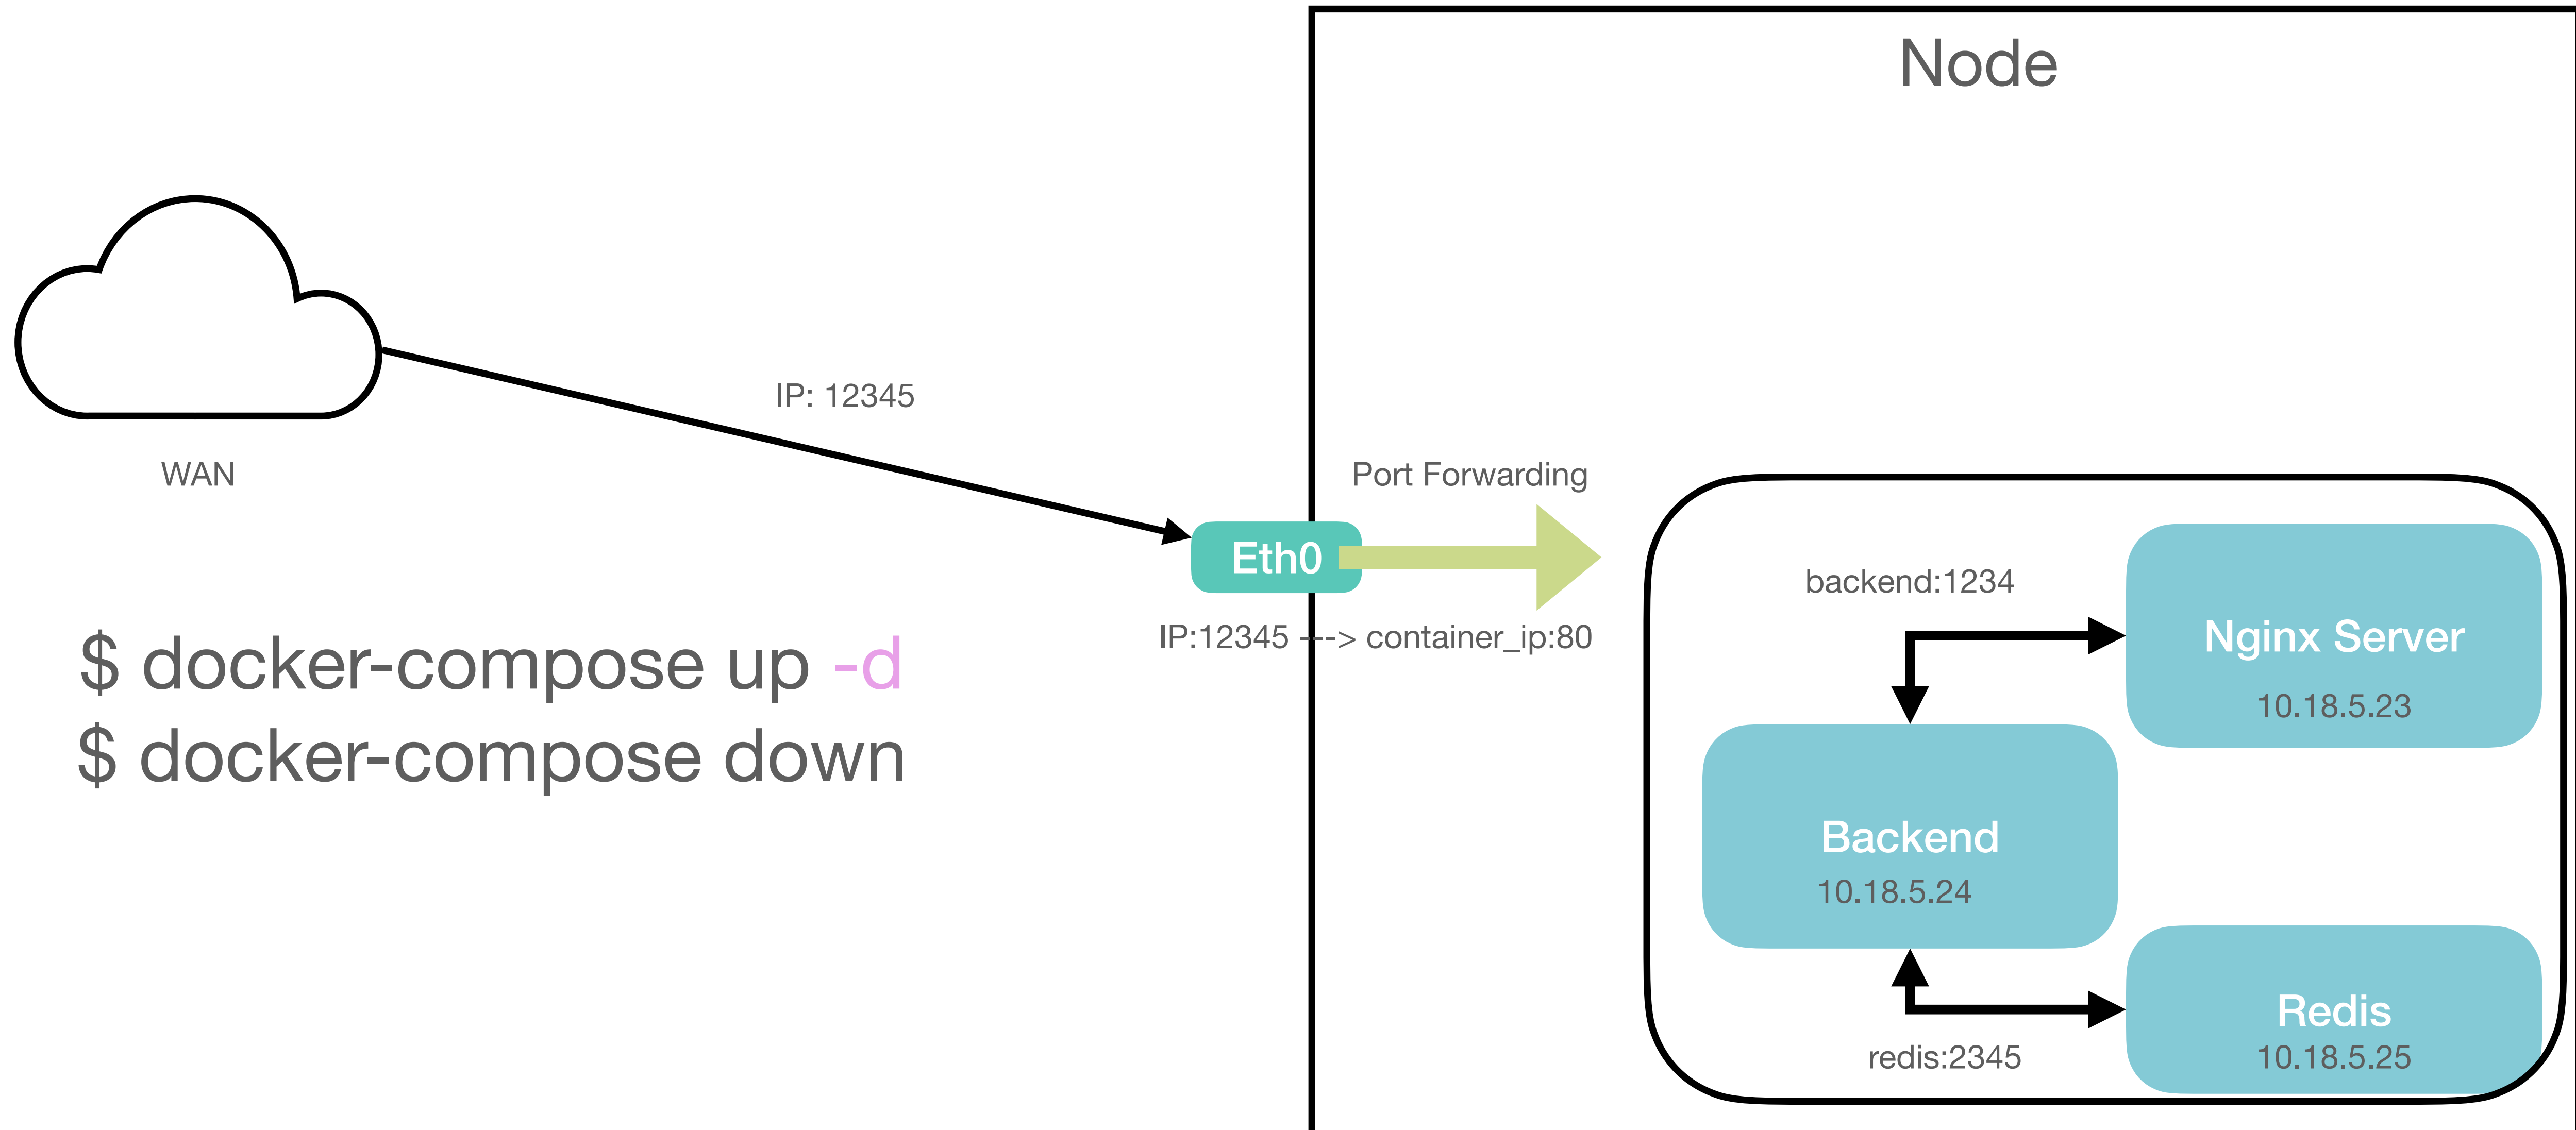 Node
IP: 12345
WAN
Port Forwarding
Eth0
IP:12345 ---> container_ip:80
$ docker-compose up -d
$ docker-compose down
backend:1234
Nginx Server
10.18.5.23
Backend
10.18.5.24
Redis
10.18.5.25
redis:2345